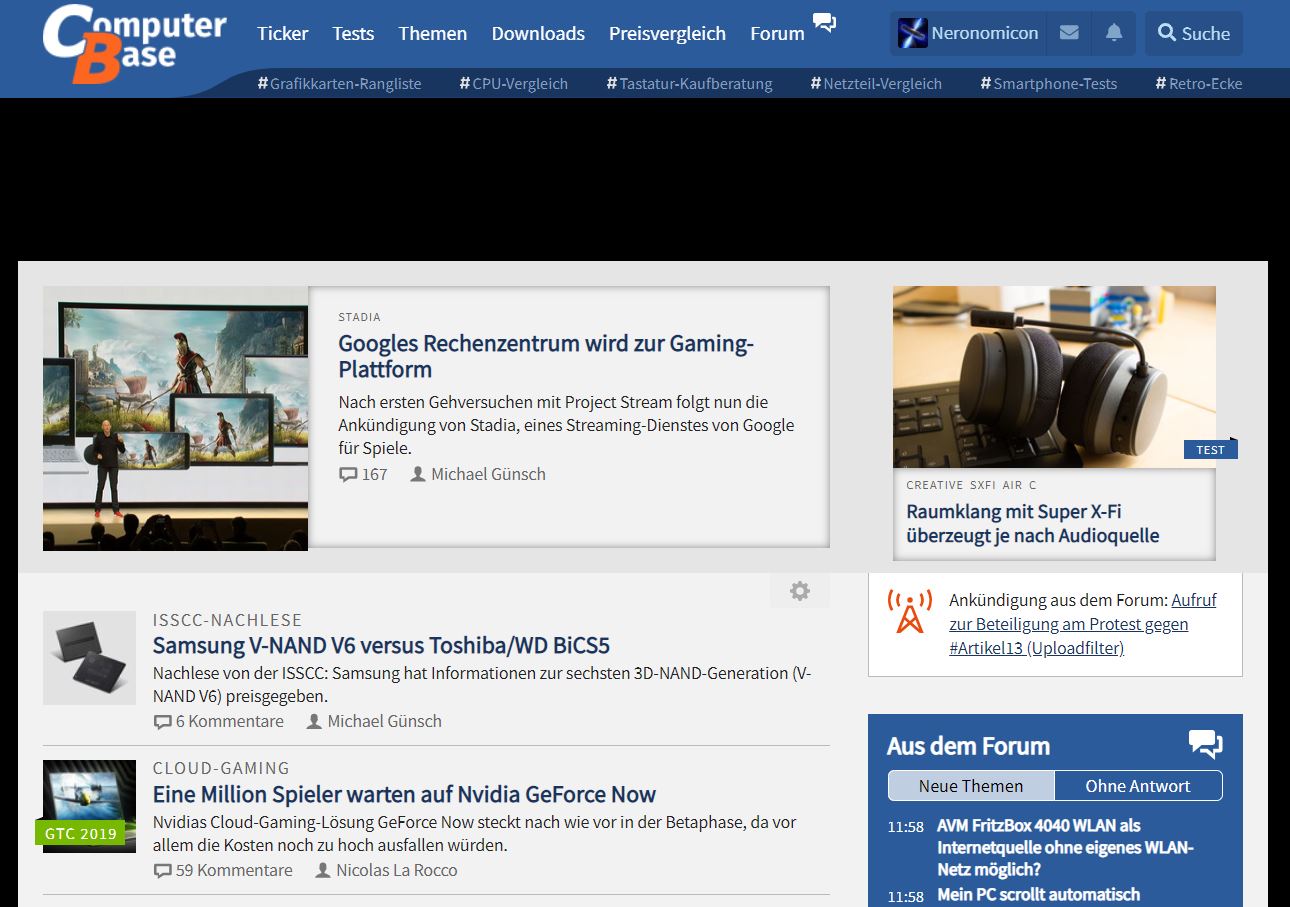 Computer
Base
Ticker Tests Themen Downloads Preisvergleich Forum Neronomicon Suche
#Grafikkarten-Rangliste #CPU-Vergleich #Tastatur-Kaufberatung #Netzteil-Vergleich #Smartphone-Tests #Retro-Ecke
STADIA
Googles Rechenzentrum wird zur Gaming-
Plattform
Nach ersten Gehversuchen mit Project Stream folgt nun die
Ankündigung von Stadia, eines Streaming-Dienstes von Google
für Spiele.
167 Michael Günsch
TEST
CREATIVE SXFI AIR C
Raumklang mit Super X-Fi
überzeugt je nach Audioquelle
ISSCC-NACHLESE
Samsung V-NAND V6 versus Toshiba/WD BiCS5
Nachlese von der ISSCC: Samsung hat Informationen zur sechsten 3D-NAND-Generation (V-
NAND V6) preisgegeben.
6 Kommentare Michael Günsch
GTC 2019
CLOUD-GAMING
Eine Million Spieler warten auf Nvidia GeForce Now
Nvidias Cloud-Gaming-Lösung GeForce Now steckt nach wie vor in der Betaphase, da vor
allem die Kosten noch zu hoch ausfallen würden.
59 Kommentare Nicolas La Rocco
Ankündigung aus dem Forum: Aufruf
zur Beteiligung am Protest gegen
#Artikel13 (Uploadfilter)
Aus dem Forum
Neue Themen Ohne Antwort
11:58 AVM FritzBox 4040 WLAN als
Internetquelle ohne eigenes WLAN-
Netz möglich?
11:58 Mein PC scrollt automatisch